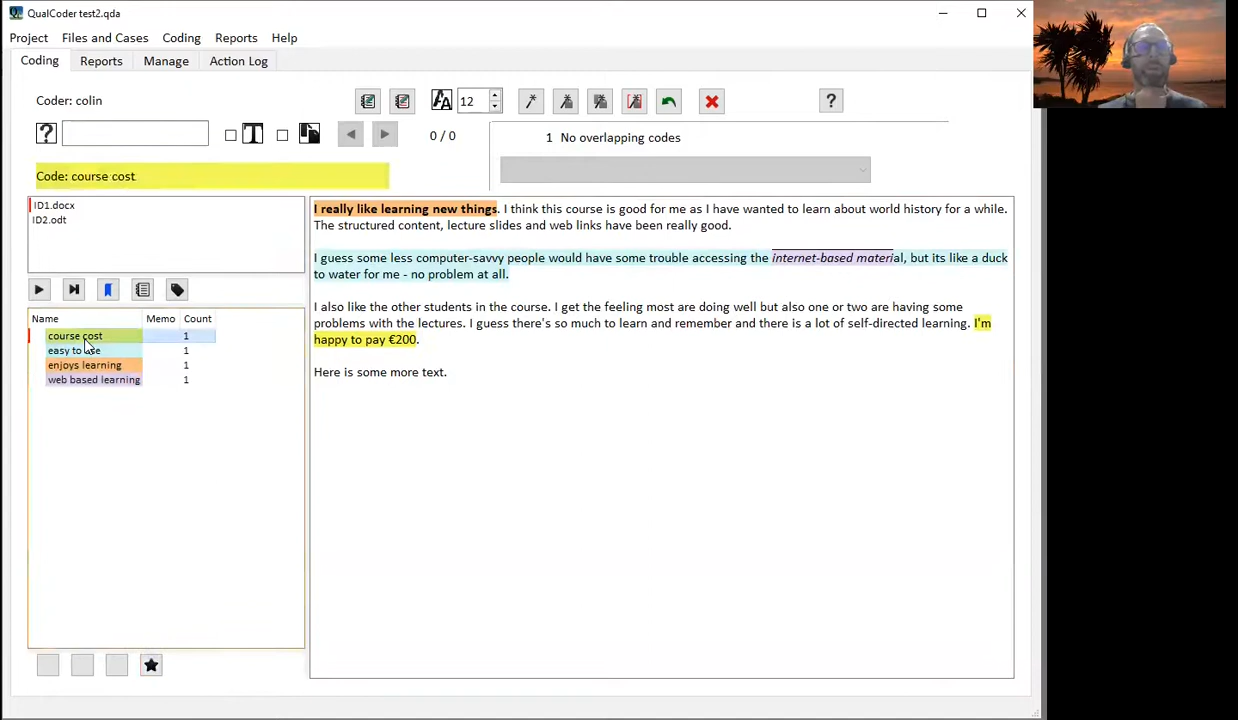 QualCoder test2.qda
Project Files and Cases Coding Reports Help
Coding Reports Manage Action Log
Coder: colin
12
?
?
T
0 / 0
1 No overlapping codes
Code: course cost
ID1.docx
ID2.odt
Name Memo Count
course cost 1
easy to use 1
enjoys learning 1
web based learning 1
I really like learning new things. I think this course is good for me as I have wanted to learn about world history for a while.
The structured content, lecture slides and web links have been really good.
I guess some less computer-savvy people would have some trouble accessing the internet-based material, but its like a duck
to water for me - no problem at all.
I also like the other students in the course. I get the feeling most are doing well but also one or two are having some
problems with the lectures. I guess there's so much to learn and remember and there is a lot of self-directed learning. I'm
happy to pay €200.
Here is some more text.